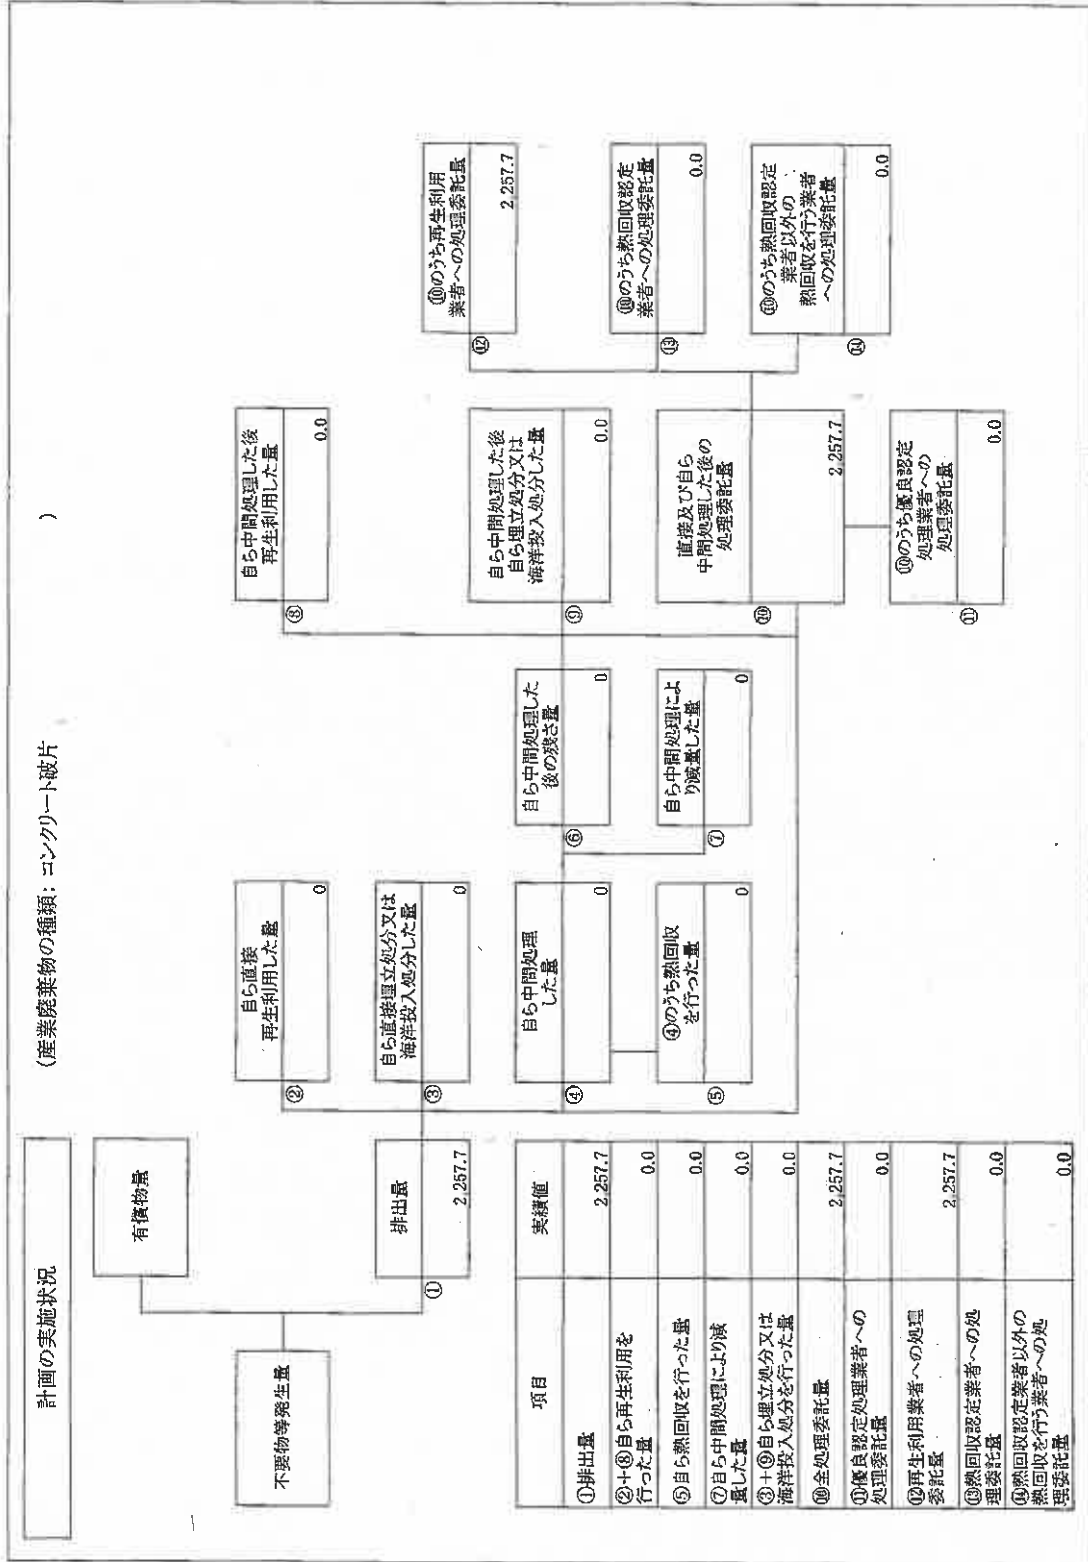 計画の実施状況
(産業廃棄物の種類: コンクリート破片
)
不要物等発生量
有償物量
①
排出量
2,257.7
②
自ら直接
再生利用した量
0
③
自ら直接埋立処分又は
海洋投入処分した量
0
④
自ら中間処理
した量
0
⑤
④のうち熱回収
を行った量
0
⑥
自ら中間処理した
後の残さ量
0
⑦
自ら中間処理によ
り減量した量
0
⑧
自ら中間処理した後
再生利用した量
0.0
⑨
自ら中間処理した後
自ら埋立処分又は
海洋投入処分した量
0.0
⑩
直接及び自ら
中間処理した後の
処理委託量
2,257.7
⑪
⑩のうち優良認定
処理業者への
処理委託量
0.0
⑫
⑩のうち再生利用
業者への処理委託量
2,257.7
⑬
⑩のうち熱回収認定
業者への処理委託量
0.0
⑭
⑩のうち熱回収認定
業者以外の
熱回収を行う業者
への処理委託量
0.0
項目
実績値
①排出量
2,257.7
②+⑧自ら再生利用を
行った量
0.0
⑤自ら熱回収を行った量
0.0
⑦自ら中間処理により減
量した量
0.0
③+⑨自ら埋立処分又は
海洋投入処分を行った量
0.0
⑩全処理委託量
2,257.7
⑪優良認定処理業者への
処理委託量
0.0
⑫再生利用業者への処理
委託量
2,257.7
⑬熱回収認定業者への処
理委託量
0.0
⑭熱回収認定業者以外の
熱回収を行う業者への処
理委託量
0.0